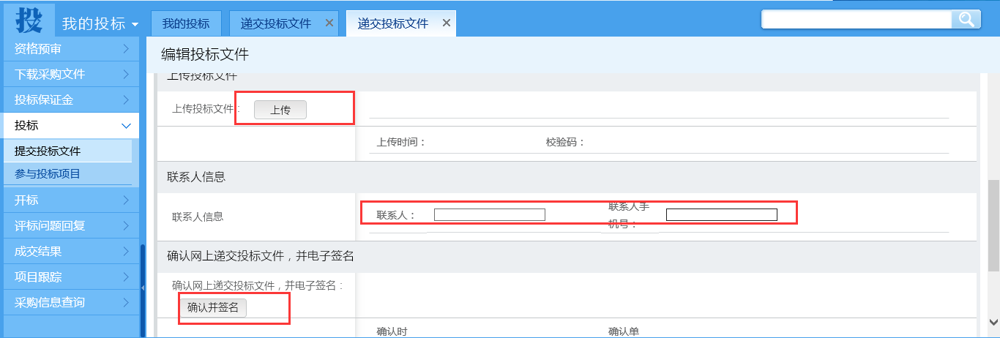 投
我的投标
我的投标
递交投标文件
递交投标文件
资格预审
下载采购文件
投标保证金
投标
提交投标文件
参与投标项目
开标
评标问题回复
成交结果
项目跟踪
采购信息查询
编辑投标文件
上传投标文件
上传投标文件：
上传
上传时间：
校验码：
联系人信息
联系人信息
联系人：
联系人手
机号：
确认网上递交投标文件，并电子签名
确认网上递交投标文件，并电子签名：
确认并签名
确认时
确认单